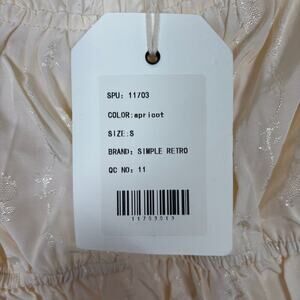 SPU: 11703
COLOR:apricot
SIZE:S
BRAND: SIMPLE RETRO
QC NO: 11